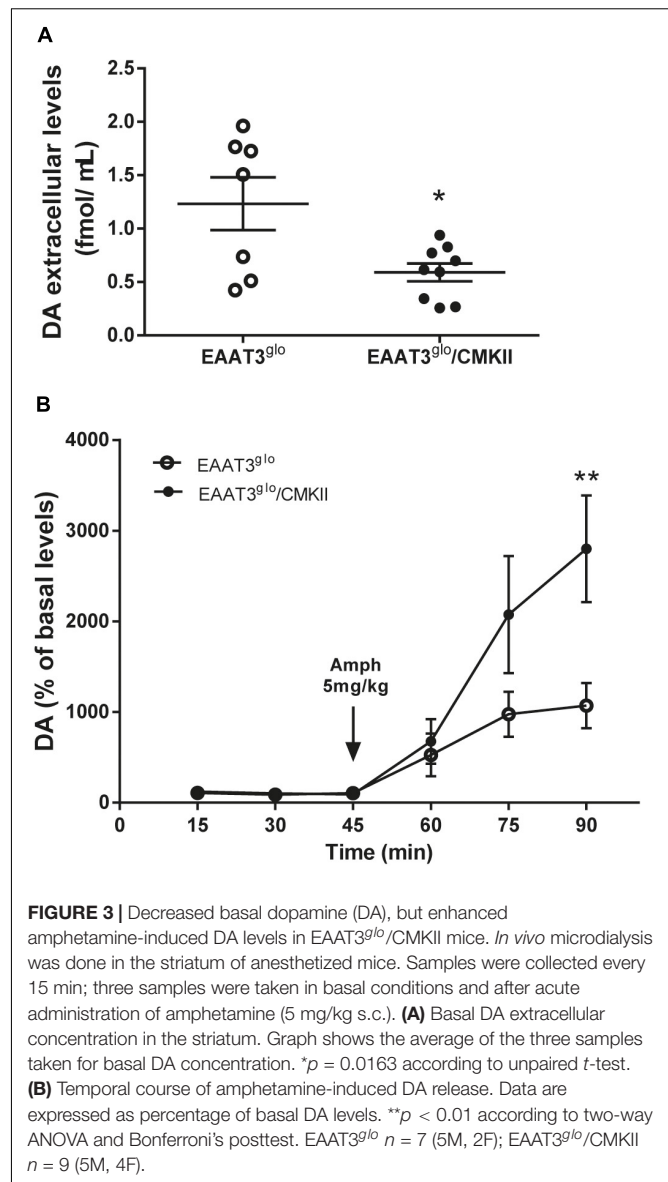 A
2.5
2.0
1.5
1.0
0.5
0.0
DA extracellular levels
(fmol/ mL)
*
EAAT3glo
EAAT3glo/CMKII
B
4000
3000
2000
1000
0
DA (% of basal levels)
EAAT3glo
EAAT3glo/CMKII
**
Amph
5mg/kg
0
15
30
45
60
75
90
Time (min)
FIGURE 3 | Decreased basal dopamine (DA), but enhanced
amphetamine-induced DA levels in EAAT3glo/CMKII mice. In vivo microdialysis
was done in the striatum of anesthetized mice. Samples were collected every
15 min; three samples were taken in basal conditions and after acute
administration of amphetamine (5 mg/kg s.c.). (A) Basal DA extracellular
concentration in the striatum. Graph shows the average of the three samples
taken for basal DA concentration. *p = 0.0163 according to unpaired t-test.
(B) Temporal course of amphetamine-induced DA release. Data are
expressed as percentage of basal DA levels. **p < 0.01 according to two-way
ANOVA and Bonferroni's posttest. EAAT3glo n = 7 (5M, 2F); EAAT3glo/CMKII
n = 9 (5M, 4F).